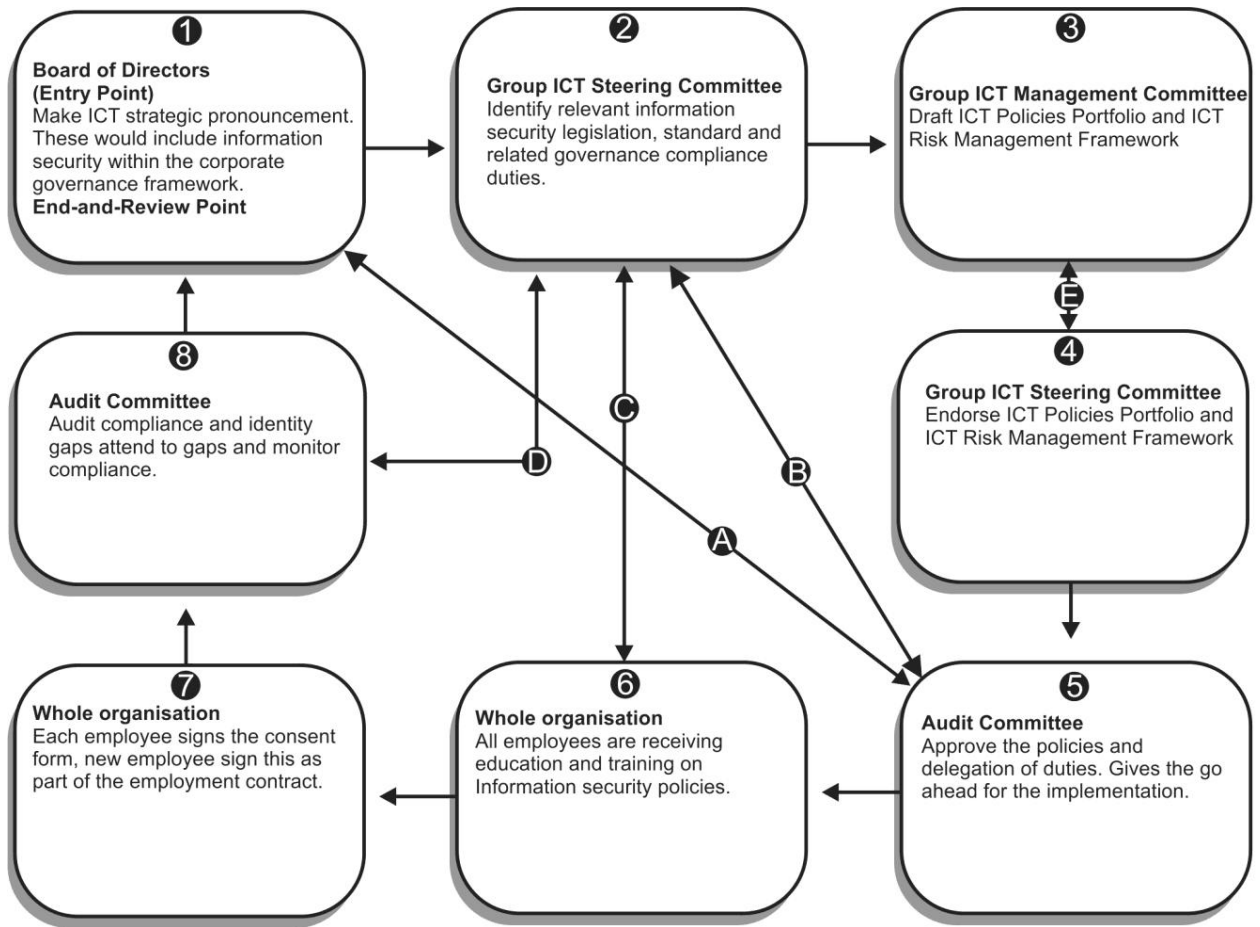 1
Board of Directors
(Entry Point)
Make ICT strategic pronouncement.
These would include information
security within the corporate
governance framework.
End-and-Review Point
2
Group ICT Steering Committee
Identify relevant information
security legislation, standard and
related governance compliance
duties.
3
Group ICT Management Committee
Draft ICT Policies Portfolio and ICT
Risk Management Framework
E
4
Group ICT Steering Committee
Endorse ICT Policies Portfolio and
ICT Risk Management Framework
8
Audit Committee
Audit compliance and identity
gaps attend to gaps and monitor
compliance.
D
C
B
A
7
Whole organisation
Each employee signs the consent
form, new employee sign this as
part of the employment contract.
6
Whole organisation
All employees are receiving
education and training on
Information security policies.
5
Audit Committee
Approve the policies and
delegation of duties. Gives the go
ahead for the implementation.